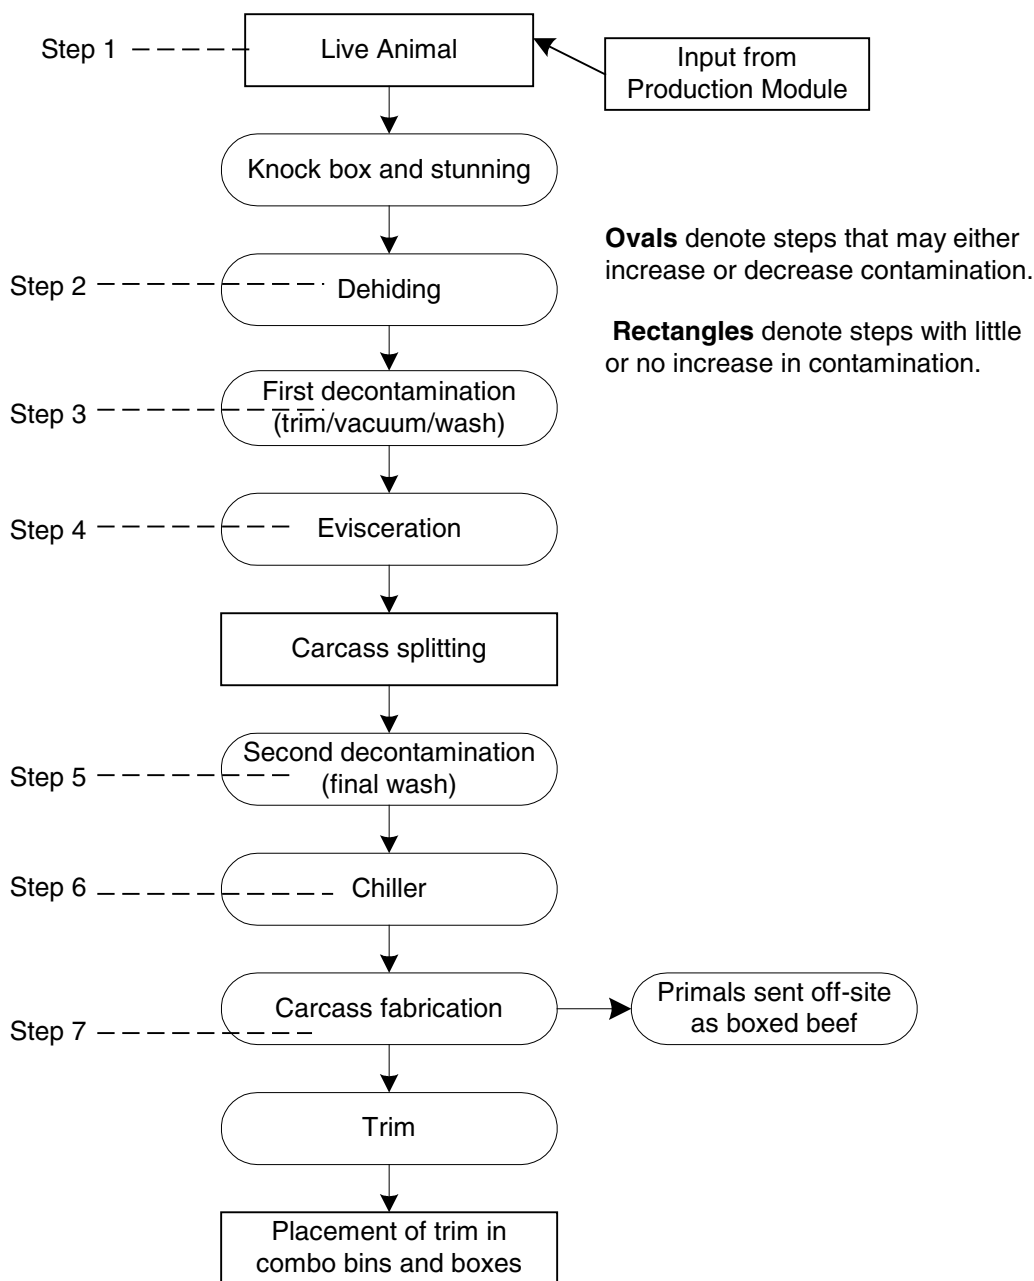 Step 1
Live Animal
Input from
Production Module
Knock box and stunning
Ovals denote steps that may either
increase or decrease contamination.
Step 2
Dehiding
Rectangles denote steps with little
or no increase in contamination.
Step 3
First decontamination
(trim/vacuum/wash)
Step 4
Evisceration
Carcass splitting
Step 5
Second decontamination
(final wash)
Step 6
Chiller
Carcass fabrication
Primals sent off-site
as boxed beef
Step 7
Trim
Placement of trim in
combo bins and boxes